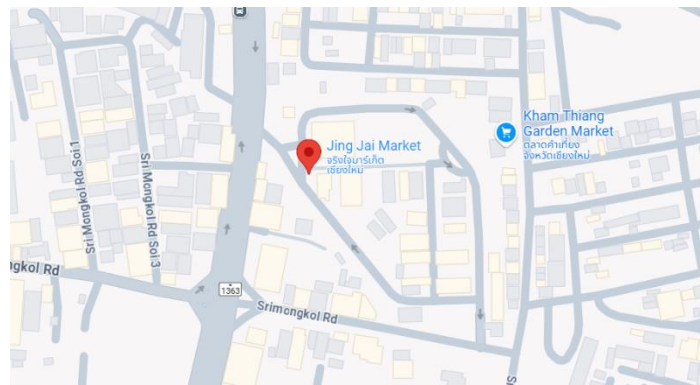 Jing Jai Market
จริงใจมาร์เก็ต
เชียงใหม่
Kham Thiang
Garden Market
ตลาดคำเที่ยง
จังหวัดเชียงใหม่
Sri Mongkol Rd Soi 1
Sri Mongkol Rd Soi 3
ngkol Rd
1363
Srimongkol Rd